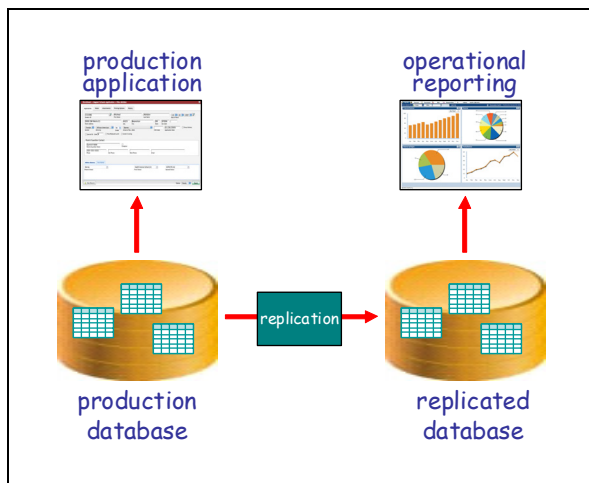 production
application
operational
reporting
replication
production
database
replicated
database